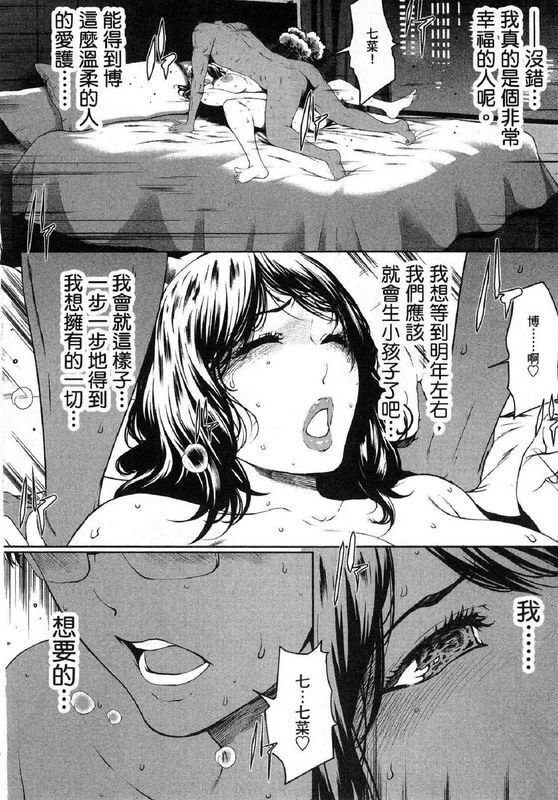 ──沒錯…
我真的是個非常
幸福的人呢。
七菜！
能得到博
這麼溫柔的人
的愛護……
博……啊♡
我想等到明年左右，
我們應該
就會生小孩子了吧…
我會就這樣子…
一步一步地得到
我想擁有的一切…
我……
七…七菜♡
想要的…